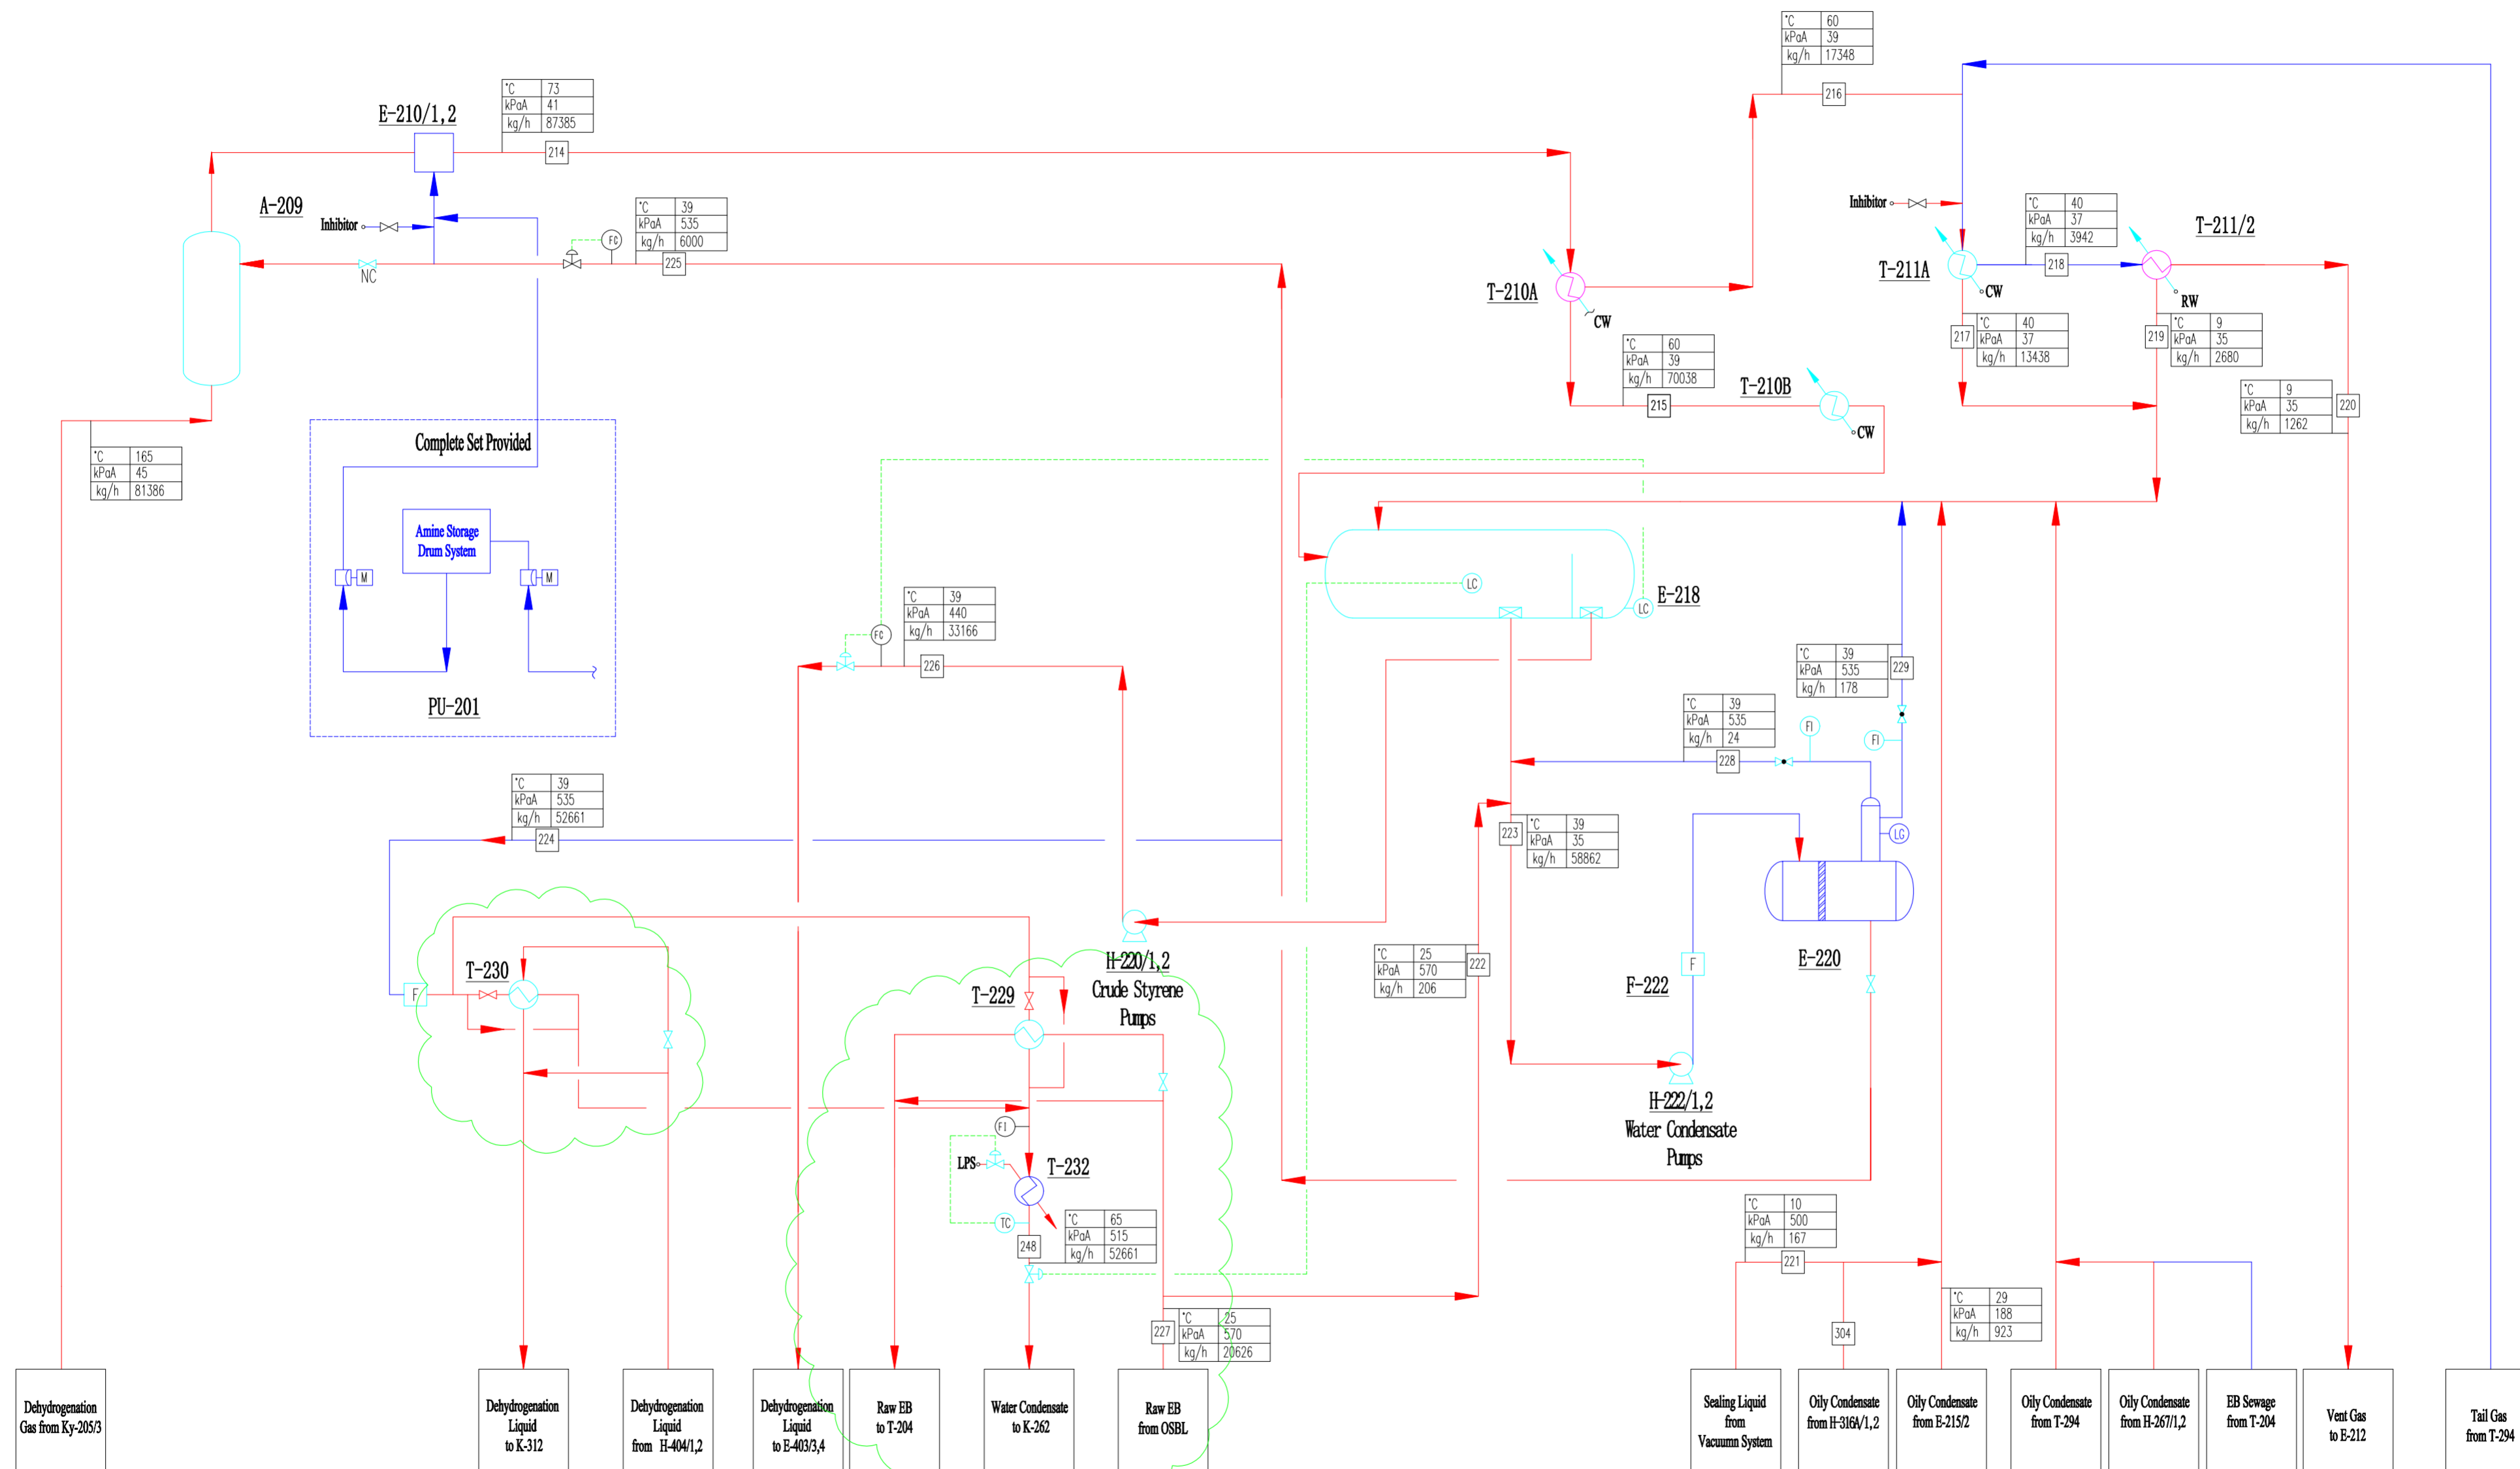 °C 60
kPaA 39
kg/h 17348
216
°C 73
kPaA 41
kg/h 87385
E-210/1,2
214
A-209
Inhibitor
NC
FC
°C 39
kPaA 535
kg/h 6000
225
Inhibitor
°C 40
kPaA 37
kg/h 3942
218
T-211/2
T-211A
CW
RW
T-210A
CW
217
°C 40
kPaA 37
kg/h 13438
219
°C 9
kPaA 35
kg/h 2680
°C 60
kPaA 39
kg/h 70038
215
T-210B
CW
°C 9
kPaA 35
kg/h 1262
220
°C 165
kPaA 45
kg/h 81386
Complete Set Provided
Amine Storage
Drum System
M
M
PU-201
LC
LC
E-218
°C 39
kPaA 440
kg/h 33166
FC
226
°C 39
kPaA 535
kg/h 178
229
°C 39
kPaA 535
kg/h 24
228
FI
FI
LG
°C 39
kPaA 535
kg/h 52661
224
223
°C 39
kPaA 35
kg/h 58862
E-220
F-222
F
°C 25
kPaA 570
kg/h 206
222
H-220/1,2
Crude Styrene
Pumps
T-230
F
T-229
H-222/1,2
Water Condensate
Pumps
FI
LPS
T-232
TC
248
°C 65
kPaA 515
kg/h 52661
°C 10
kPaA 500
kg/h 167
221
304
°C 29
kPaA 188
kg/h 923
227
°C 25
kPaA 570
kg/h 20626
Dehydrogenation
Gas from Ky-205/3
Dehydrogenation
Liquid
to K-312
Dehydrogenation
Liquid
from H-404/1,2
Dehydrogenation
Liquid
to E-403/3,4
Raw EB
to T-204
Water Condensate
to K-262
Raw EB
from OSBL
Sealing Liquid
from
Vacuumn System
Oily Condensate
from H-316A/1,2
Oily Condensate
from E-215/2
Oily Condensate
from T-294
Oily Condensate
from H-267/1,2
EB Sewage
from T-204
Vent Gas
to E-212
Tail Gas
from T-294